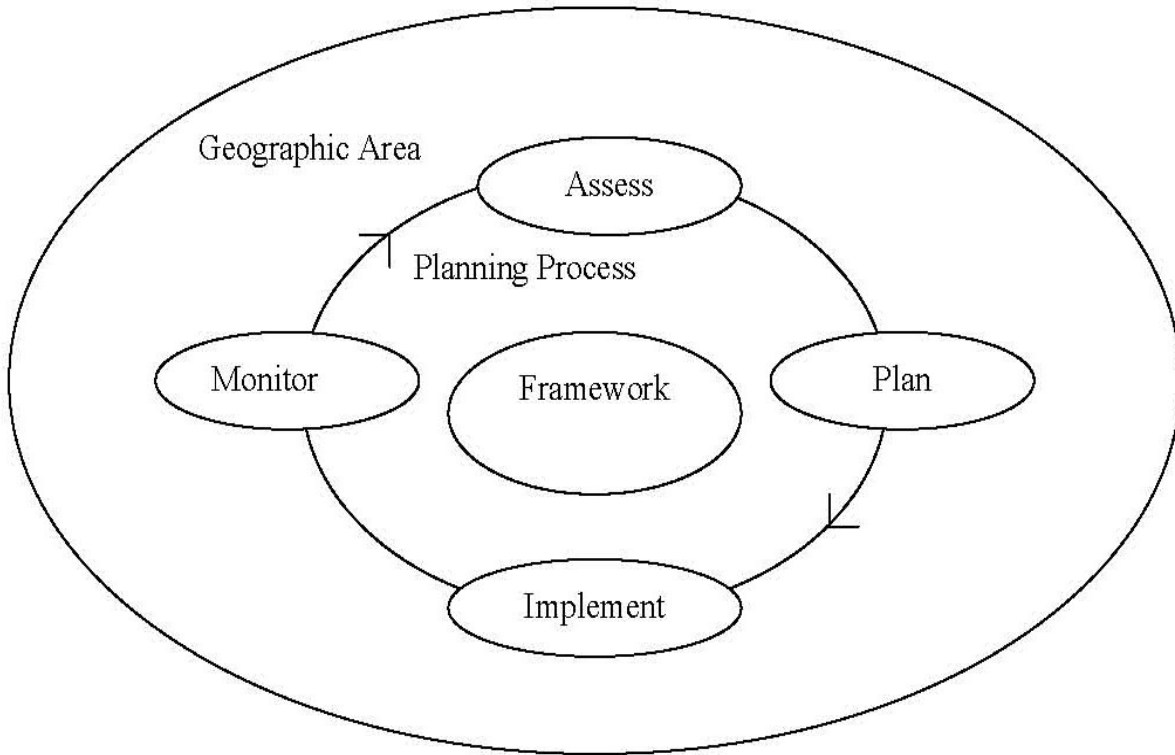 Geographic Area
Assess
Planning Process
Monitor
Framework
Plan
Implement